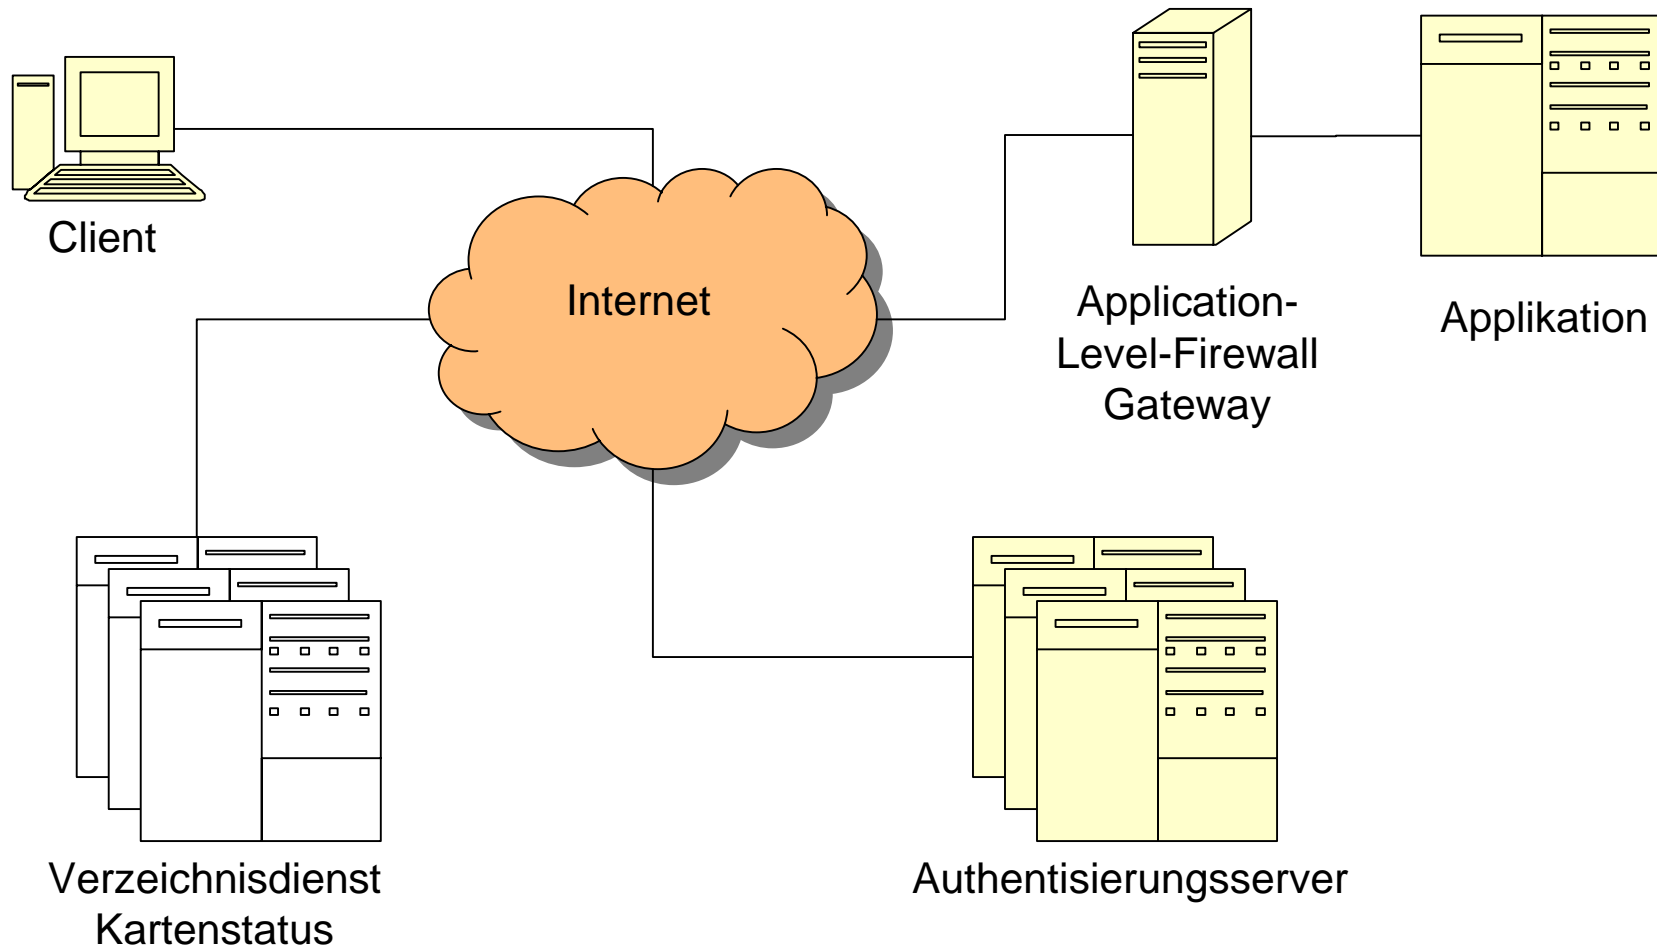 Client
Internet
Application-
Level-Firewall
Gateway
Applikation
Verzeichnisdienst
Kartenstatus
Authentisierungsserver